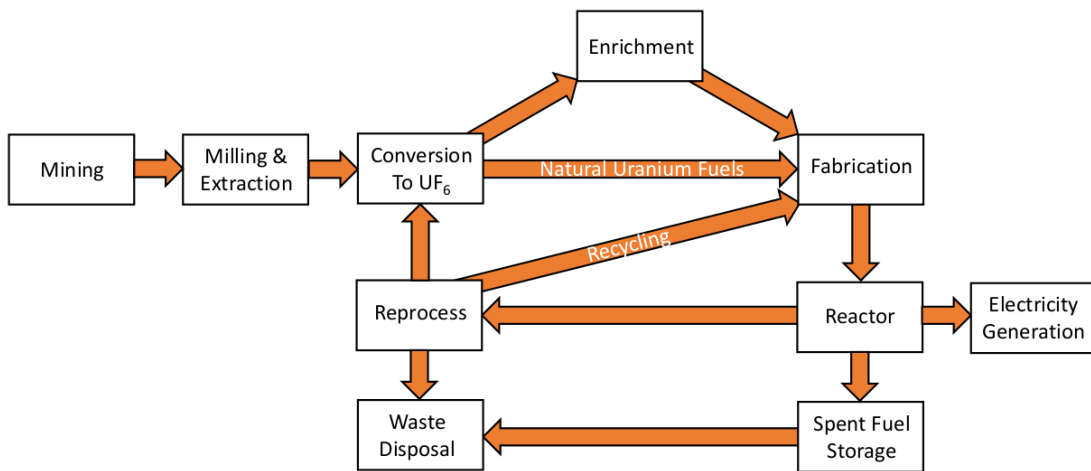 Enrichment
Mining
Milling &
Extraction
Conversion
To UF₆
Natural Uranium Fuels
Fabrication
Recycling
Reprocess
Reactor
Electricity
Generation
Waste
Disposal
Spent Fuel
Storage